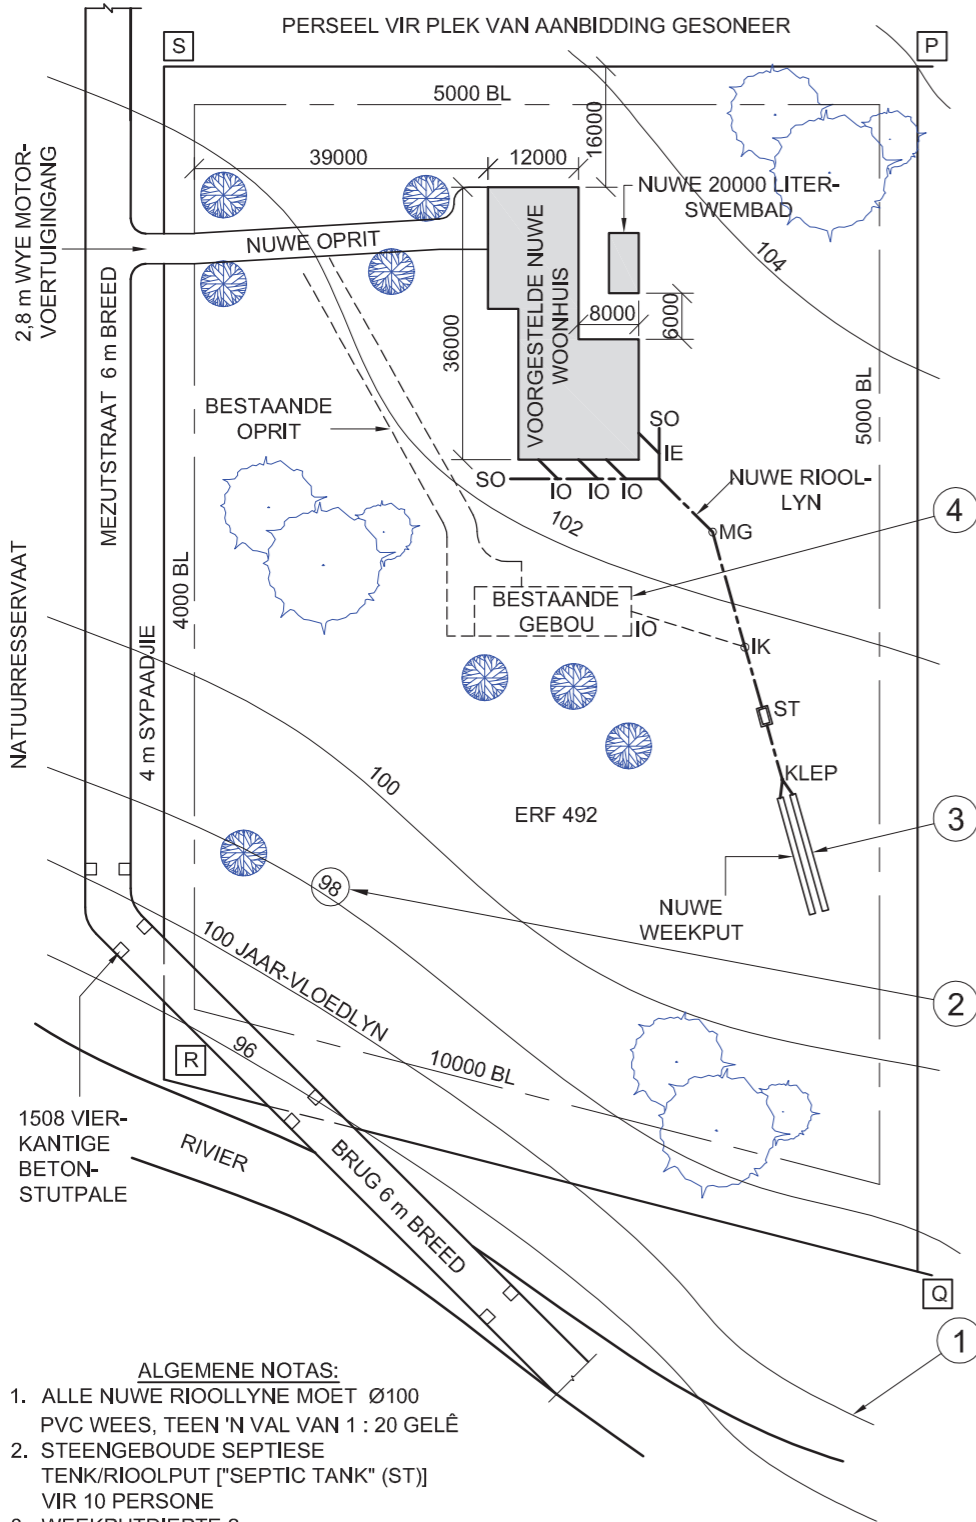 PERSEEL VIR PLEK VAN AANBIDDING GESONEER
S
P
5000 BL
39000
12000
16000
NUWE 20000 LITER-
SWEMBAD
2,8 m WYE MOTOR-
VOERTUIGINGANG
NUWE OPRIT
104
VOORGESTELDE NUWE
WOONHUIS
36000
8000
6000
MEZUTSTRAAT 6 m BREED
BESTAANDE
OPRIT
5000 BL
SO
IE
SO
IO
IO
IO
NUWE RIOOL-
LYN
4
102
MG
NATUURRESERVAAT
4000 BL
BESTAANDE
GEBOU
IO
IK
4 m SYPAADJIE
ST
100
KLEP
ERF 492
3
98
NUWE
WEEKPUT
100 JAAR-VLOEDLYN
2
96
10000 BL
R
1508 VIER-
KANTIGE
BETON-
STUTPALE
RIVIER
BRUG 6 m BREED
Q
1
ALGEMENE NOTAS:
1. ALLE NUWE RIOOLLYNE MOET Ø100
PVC WEES, TEEN 'N VAL VAN 1 : 20 GELÊ
2. STEENGEBOUDE SEPTIESE
TENK/RIOOLPUT ["SEPTIC TANK" (ST)]
VIR 10 PERSONE